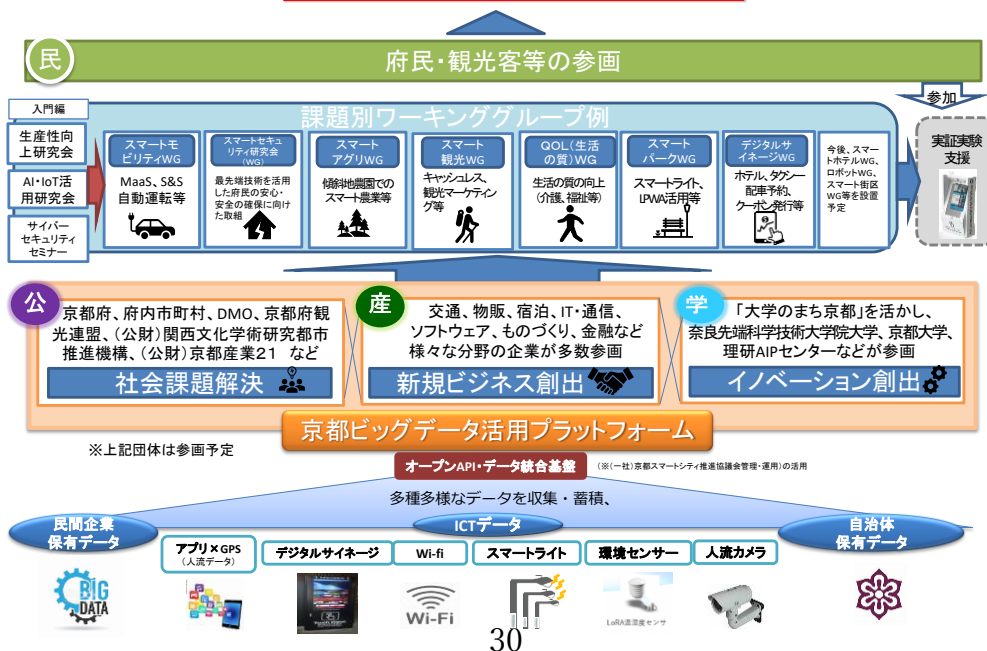 民
府民・観光客等の参画
参加
入門編
生産性向
上研究会
AI・IoT活
用研究会
サイバー
セキュリティ
セミナー
課題別ワーキンググループ例
スマートモ
ビリティWG
MaaS、S&S
自動運転等
スマートセキュ
リティ研究会
(WG)
最先端技術を活用
した府民の安心・
安全の確保に向け
た取組
スマート
アグリWG
傾斜地農園での
スマート農業等
スマート
観光WG
キャッシュレス、
観光マーケティン
グ等
QOL(生活
の質)WG
生活の質の向上
(介護、福祉等)
スマート
パークWG
スマートライト、
LPWA活用等
デジタルサ
イネージWG
ホテル、タクシー
配車予約、
クーポン発行等
今後、スマー
トホテルWG、
ロボットWG、
スマート街区
WG等を設置
予定
実証実験
支援
公
京都府、府内市町村、DMO、京都府観
光連盟、(公財)関西文化学術研究都市
推進機構、(公財)京都産業21 など
社会課題解決
産
交通、物販、宿泊、IT・通信、
ソフトウェア、ものづくり、金融など
様々な分野の企業が多数参画
新規ビジネス創出
学
「大学のまち京都」を活かし、
奈良先端科学技術大学院大学、京都大学、
理研AIPセンターなどが参画
イノベーション創出
京都ビッグデータ活用プラットフォーム
※上記団体は参画予定
オープンAPI・データ統合基盤
(※(一社)京都スマートシティ推進協議会管理・運用)の活用
多種多様なデータを収集・蓄積、
民間企業
保有データ
ICTデータ
自治体
保有データ
アプリ×GPS
(人流データ)
デジタルサイネージ
Wi-fi
スマートライト
環境センサー
人流カメラ
BIG
DATA
Wi-Fi
LoRA温湿度センサ
30